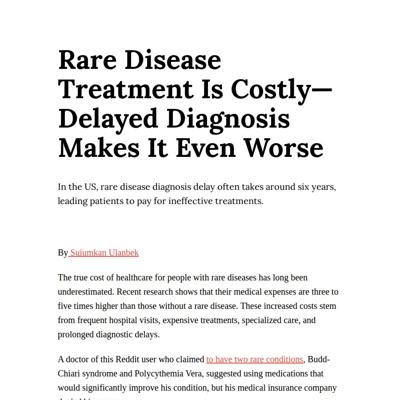 Rare Disease
Treatment Is Costly—
Delayed Diagnosis
Makes It Even Worse
In the US, rare disease diagnosis delay often takes around six years,
leading patients to pay for ineffective treatments.
By Suiumkan Ulanbek
The true cost of healthcare for people with rare diseases has long been
underestimated. Recent research shows that their medical expenses are three to
five times higher than those without a rare disease. These increased costs stem
from frequent hospital visits, expensive treatments, specialized care, and
prolonged diagnostic delays.
A doctor of this Reddit user who claimed to have two rare conditions, Budd-
Chiari syndrome and Polycythemia Vera, suggested using medications that
would significantly improve his condition, but his medical insurance company